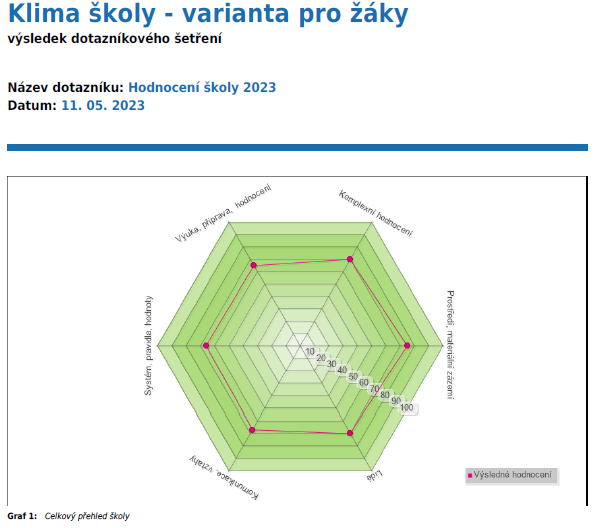 Klima školy - varianta pro žáky
výsledek dotazníkového šetření
Název dotazníku: Hodnocení školy 2023
Datum: 11. 05. 2023
Výuka, příprava, hodnocení
Komplexní hodnocení
Systém, pravidla, hodnoty
Prostředí, materiální zázemí
10
20
30
40
50
60
70
80
90
100
Komunikace, vztahy
Lidé
Výsledné hodnocení
Graf 1: Celkový přehled školy